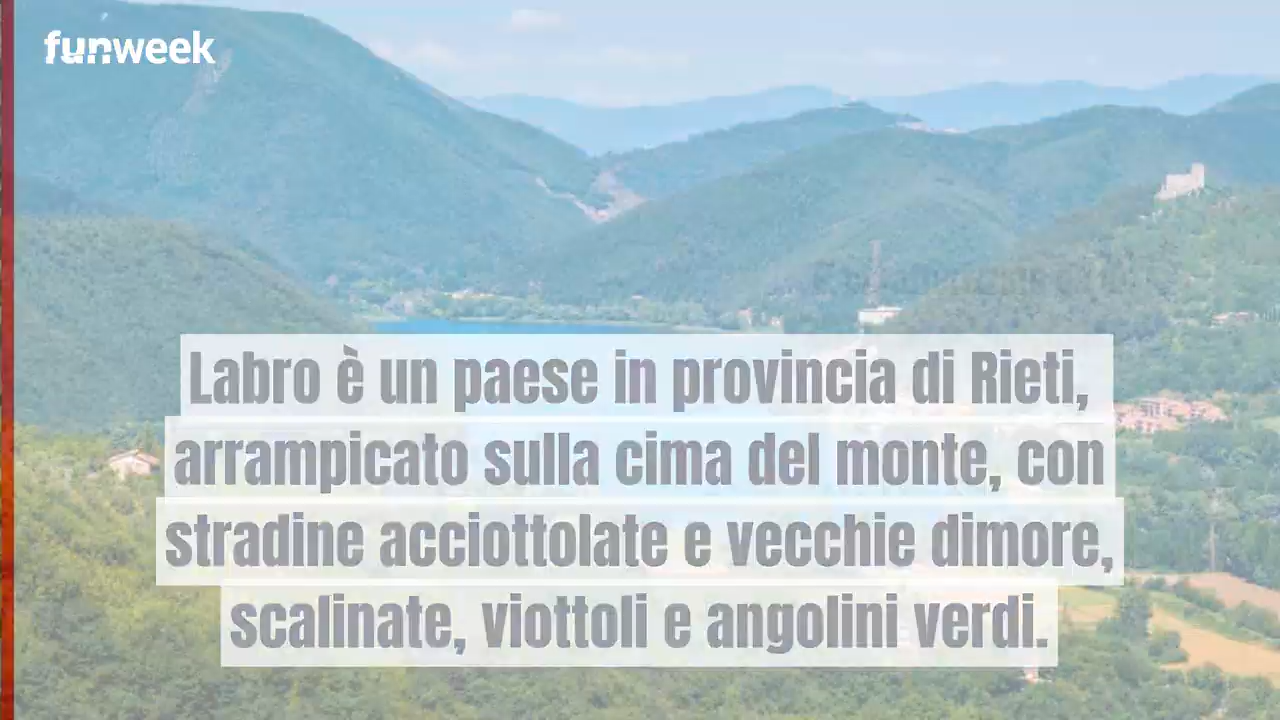 funweek
Labro è un paese in provincia di Rieti,
arrampicato sulla cima del monte, con
stradine acciottolate e vecchie dimore,
scalinate, viottoli e angolini verdi.